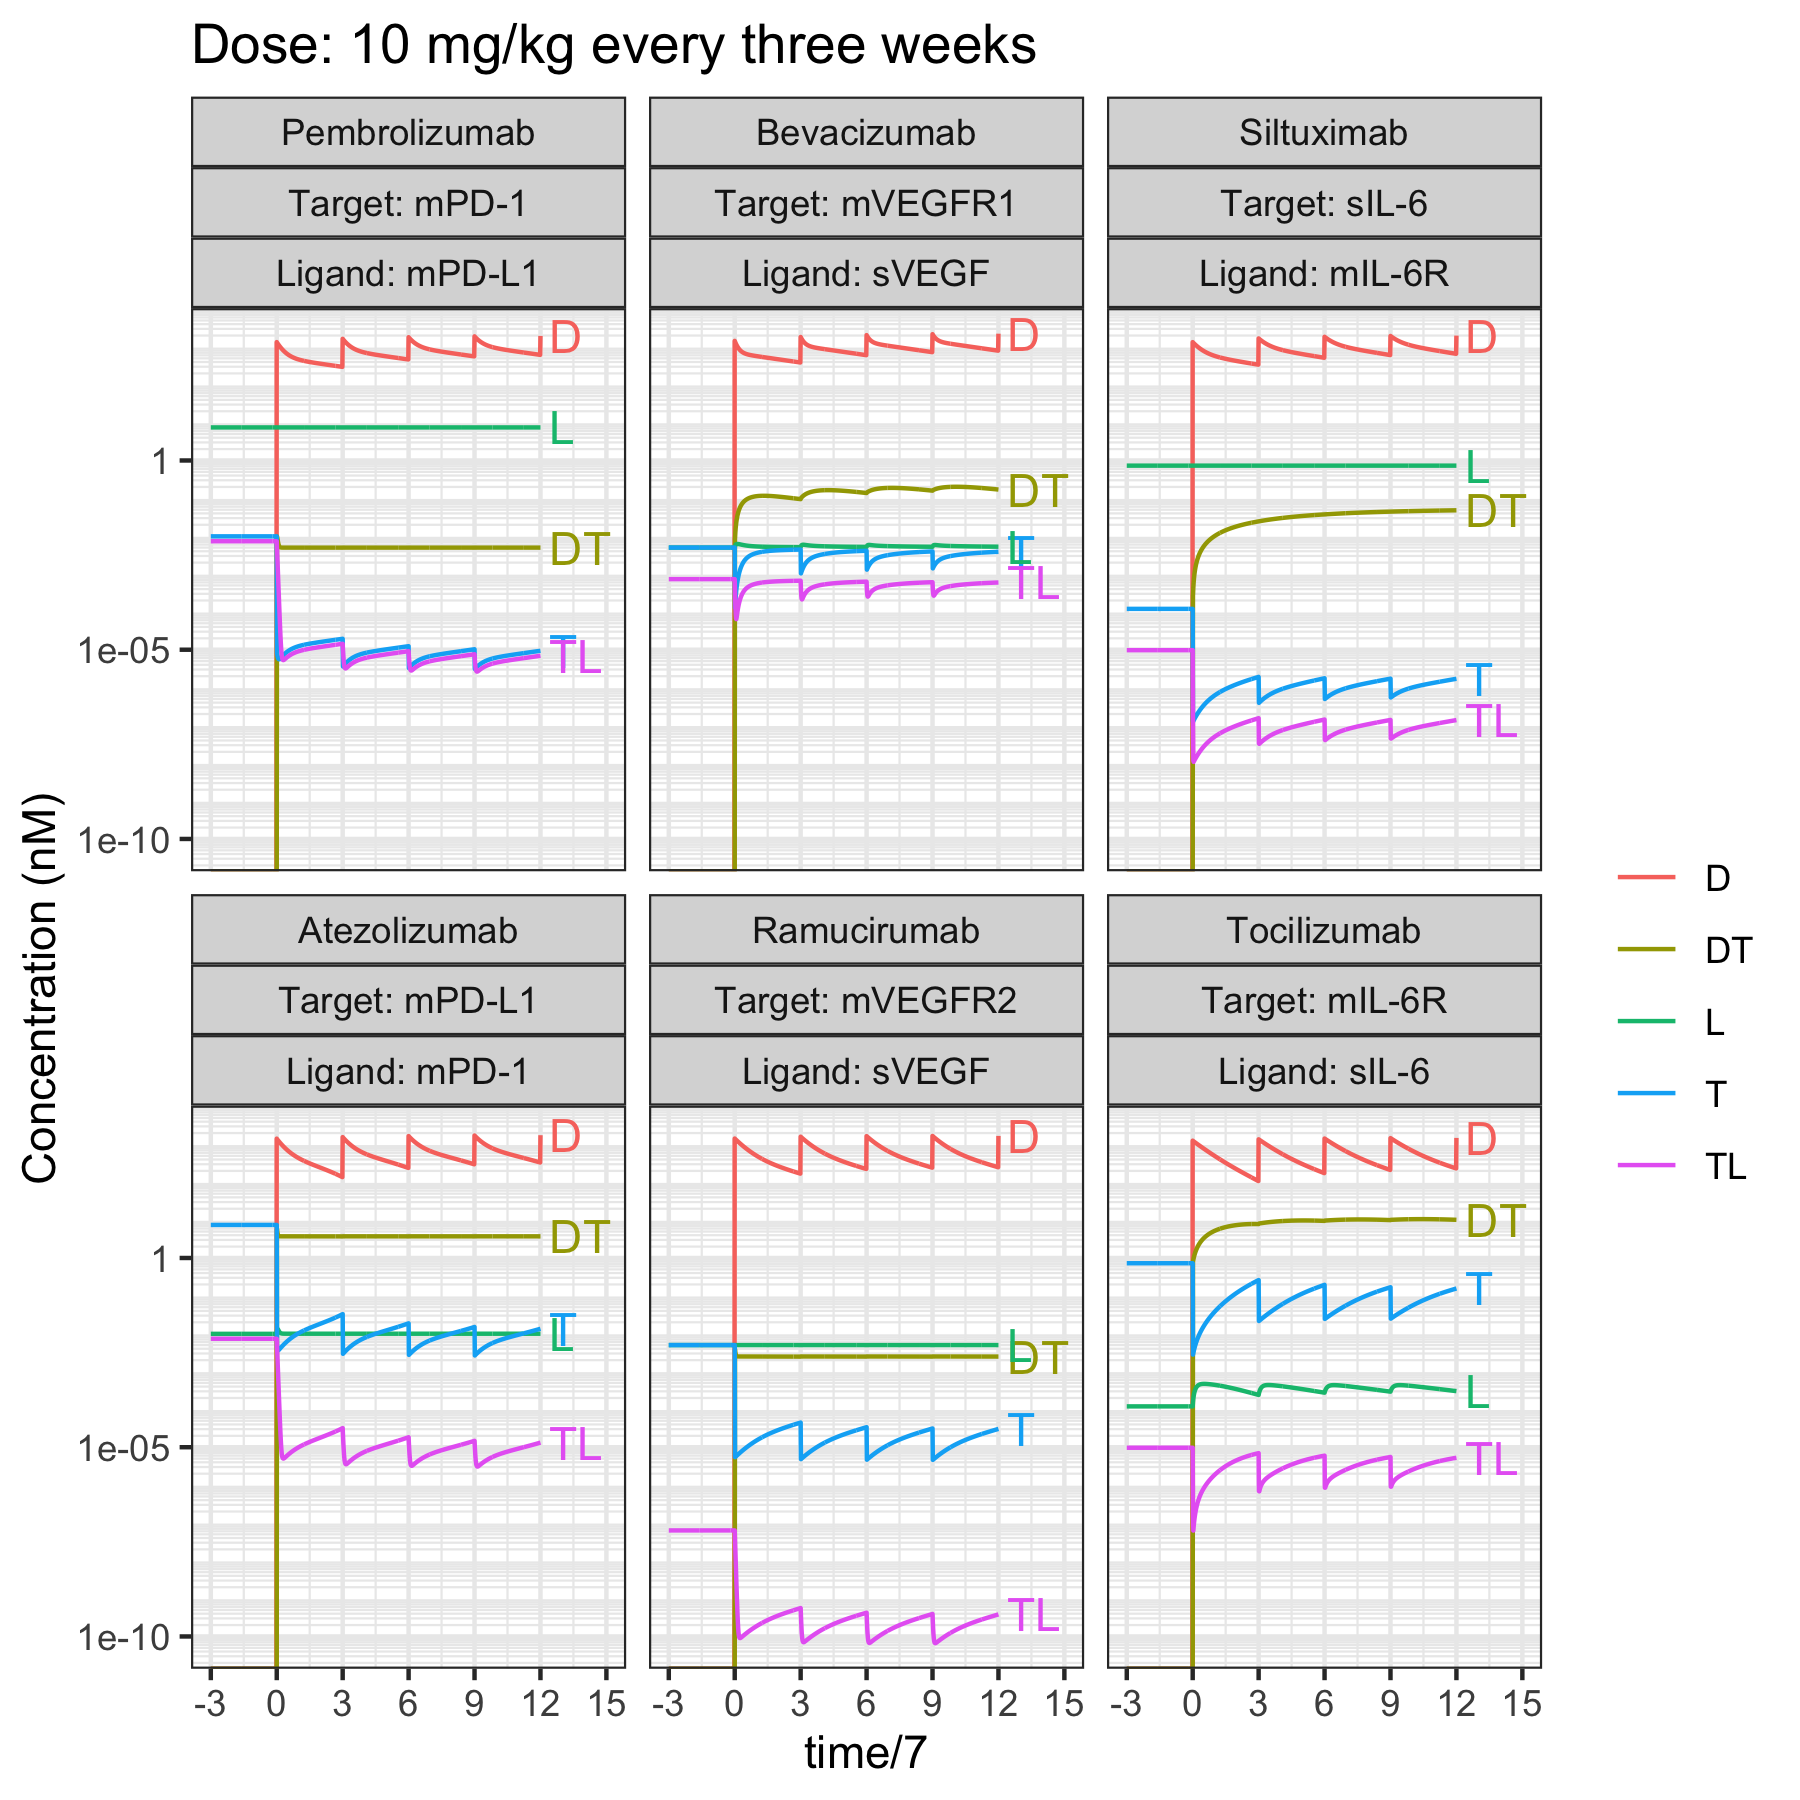 Dose: 10 mg/kg every three weeks
Pembrolizumab
Target: mPD-1
Ligand: mPD-L1
Bevacizumab
Target: mVEGFR1
Ligand: sVEGF
Siltuximab
Target: sIL-6
Ligand: mIL-6R
D
L
DT
T
TL
D
DT
L
T
TL
D
L
DT
T
TL
1
1e-05
1e-10
Concentration (nM)
Atezolizumab
Target: mPD-L1
Ligand: mPD-1
Ramucirumab
Target: mVEGFR2
Ligand: sVEGF
Tocilizumab
Target: mIL-6R
Ligand: sIL-6
D
DT
T
L
TL
D
L
DT
T
TL
D
DT
T
L
TL
1
1e-05
1e-10
-3 0 3 6 9 12 15
-3 0 3 6 9 12 15
-3 0 3 6 9 12 15
time/7
D
DT
L
T
TL